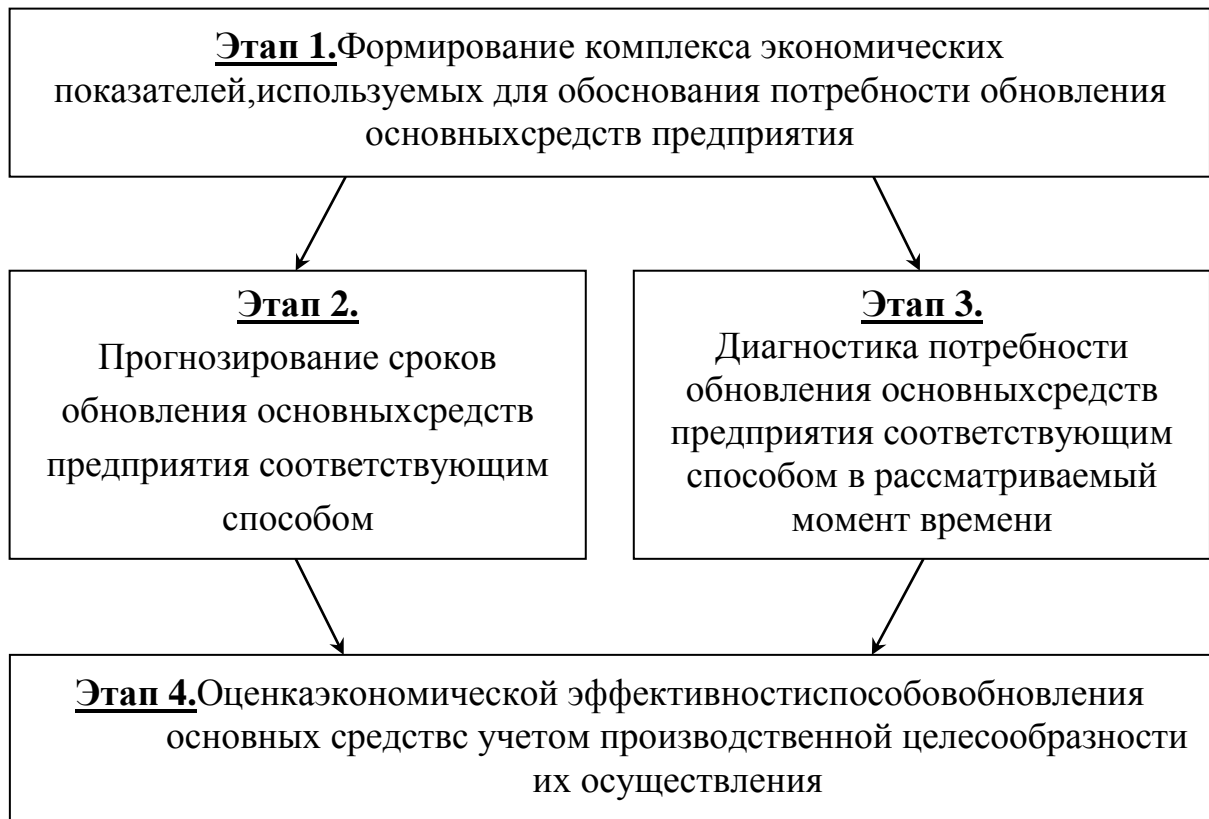 Этап 1.Формирование комплекса экономических
показателей,используемых для обоснования потребности обновления
основныхсредств предприятия
Этап 2.
Прогнозирование сроков
обновления основныхсредств
предприятия соответствующим
способом
Этап 3.
Диагностика потребности
обновления основныхсредств
предприятия соответствующим
способом в рассматриваемый
момент времени
Этап 4.Оценкаэкономической эффективностиспособовобновления
основных средствс учетом производственной целесообразности
их осуществления